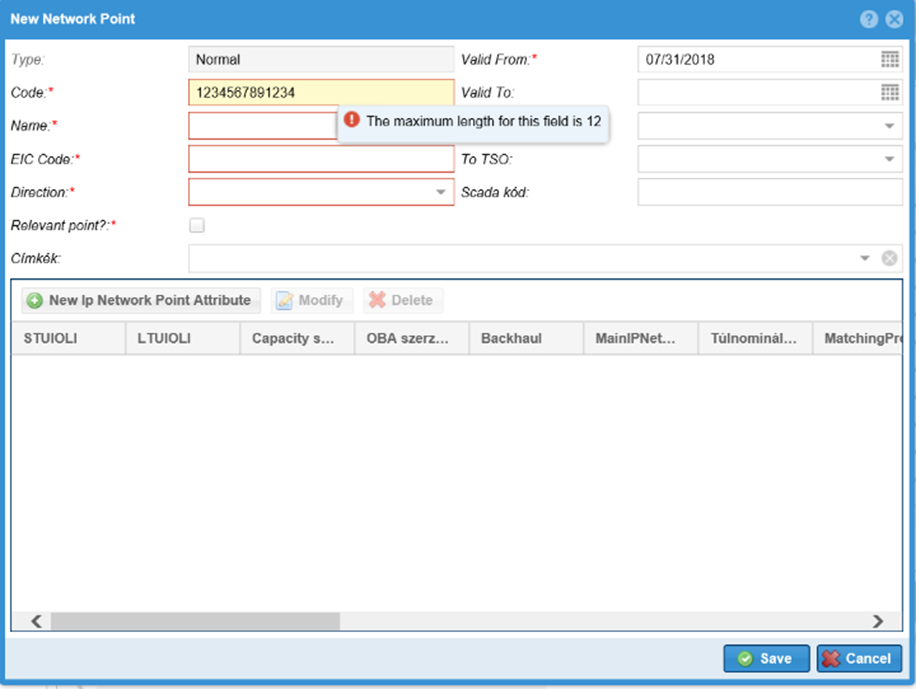 New Network Point
Type: Normal Valid From:* 07/31/2018
Code:* 1234567891234 Valid To:
Name:* The maximum length for this field is 12
EIC Code:* To TSO:
Direction:* Scada kód:
Relevant point?:*
Címkék:
New Ip Network Point Attribute Modify Delete
STUIOLI LTUIOLI Capacity s... OBA szerz... Backhaul MainIPNet... Túlnominál... MatchingPro
Save Cancel